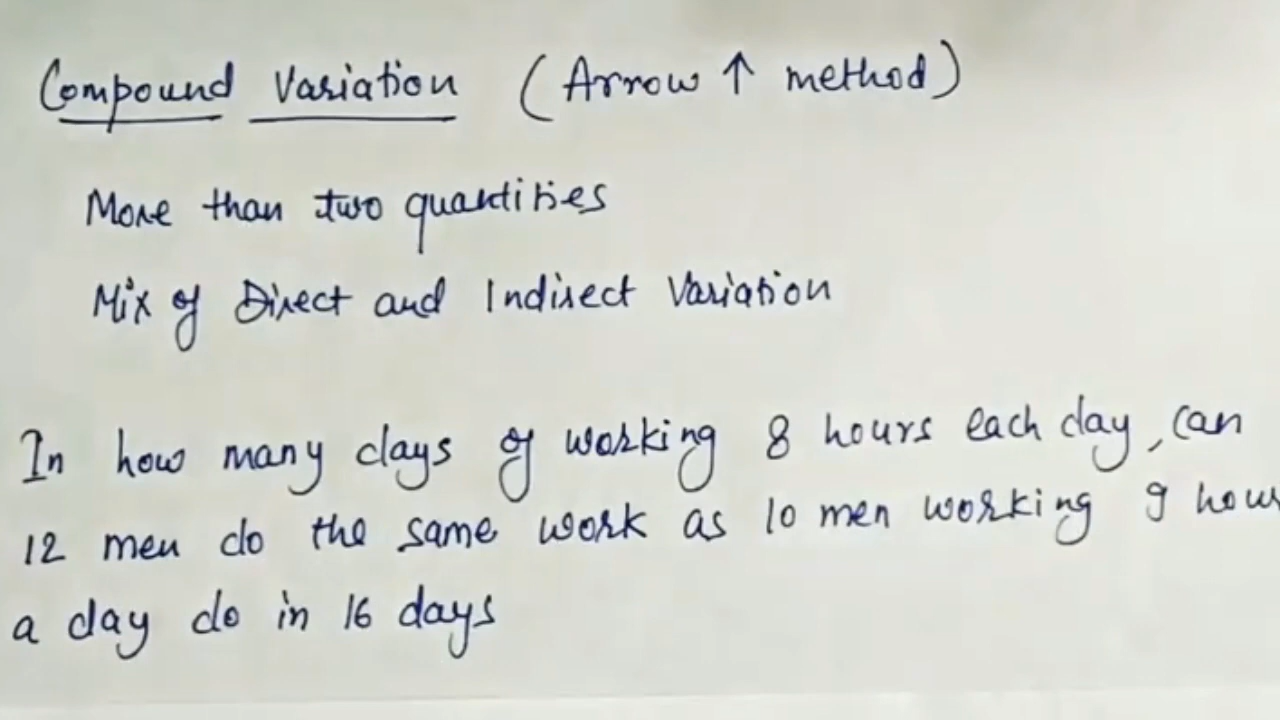 Compound Variation (Arrow ↑ method)
More than two quantities
Mix of Direct and Indirect Variation
In how many days of working 8 hours each day, can
12 men do the same work as 10 men working 9 hour
a day do in 16 days